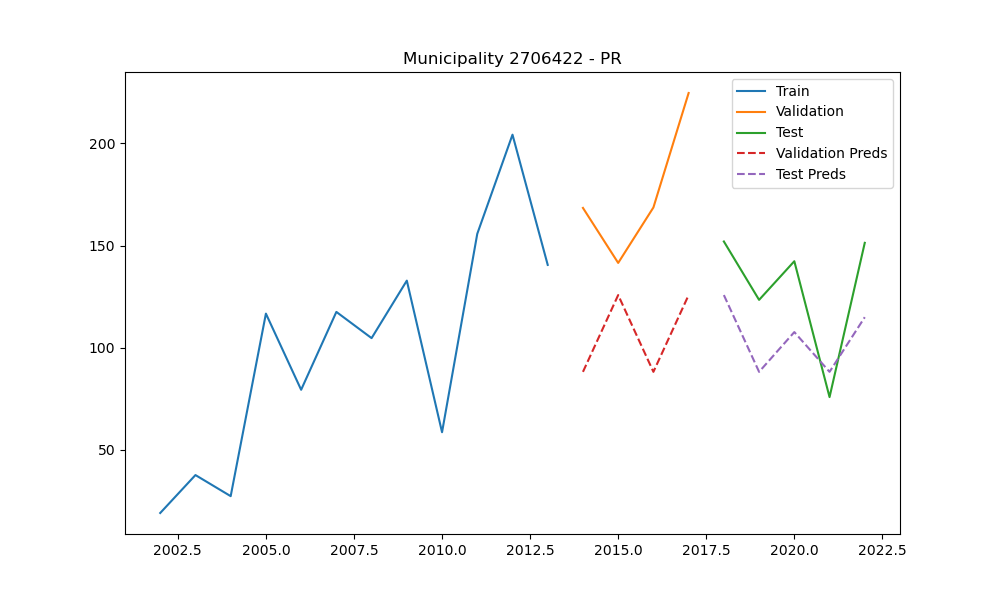 Municipality 2706422 - PR
Train
Validation
Test
Validation Preds
Test Preds
200
150
100
50
2002.5 2005.0 2007.5 2010.0 2012.5 2015.0 2017.5 2020.0 2022.5